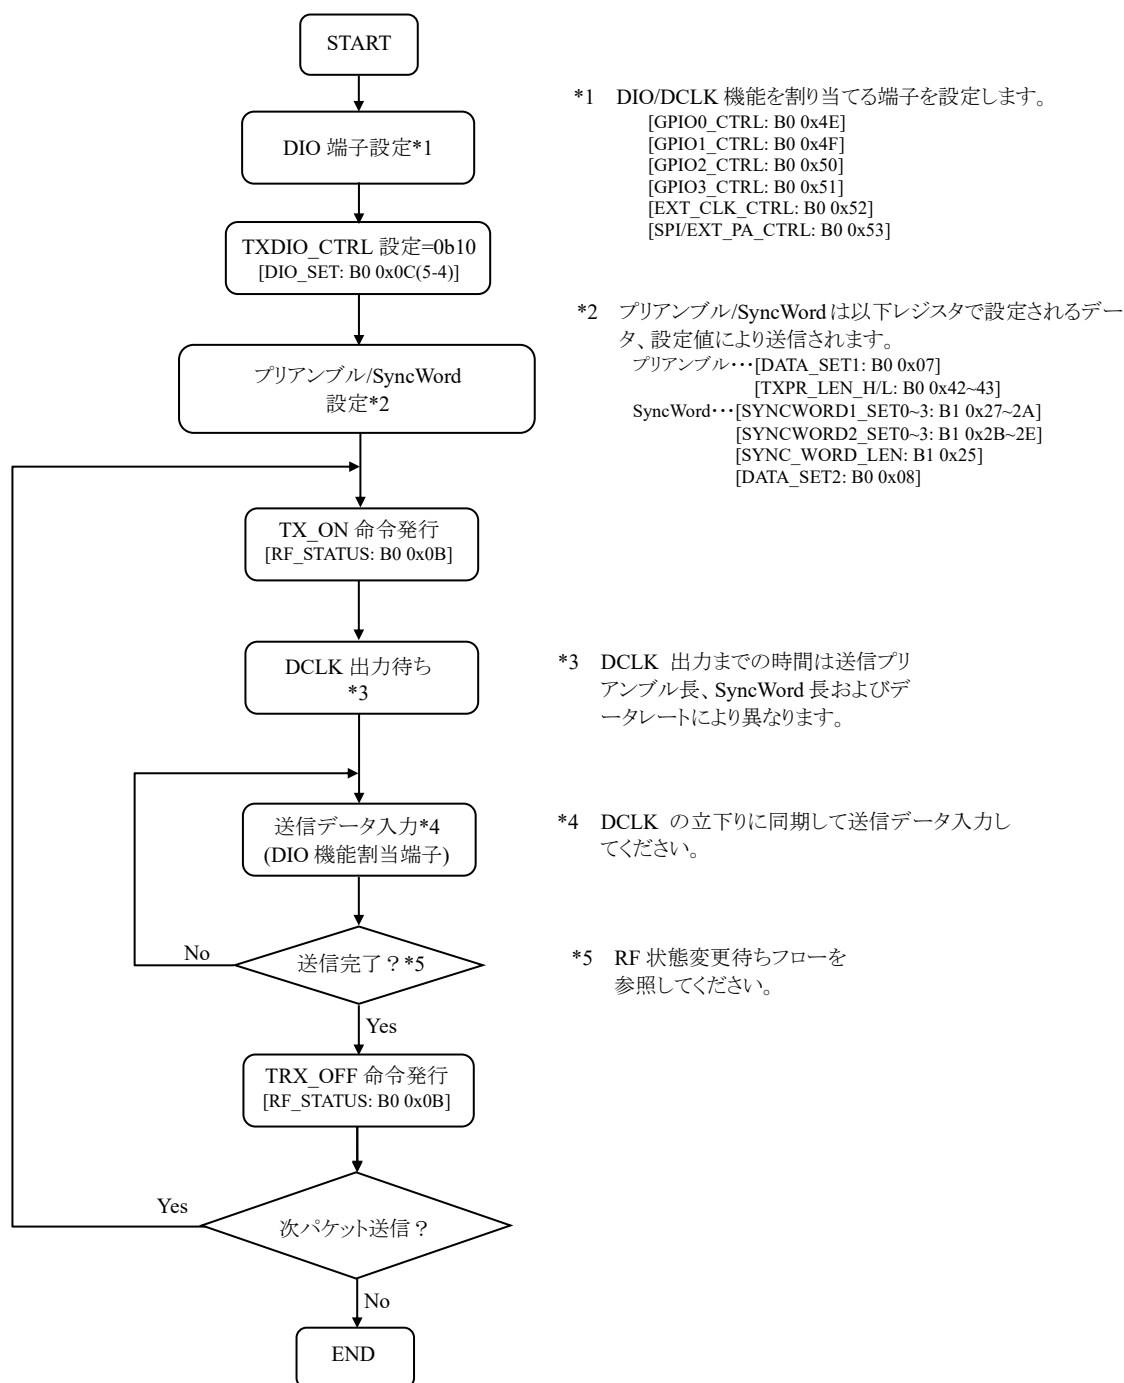 START
DIO 端子設定*1
TXDIO_CTRL 設定=0b10
[DIO_SET: B0 0x0C(5-4)]
プリアンブル/SyncWord
設定*2
TX_ON 命令発行
[RF_STATUS: B0 0x0B]
DCLK 出力待ち
*3
送信データ入力*4
(DIO 機能割当端子)
No
送信完了？*5
Yes
TRX_OFF 命令発行
[RF_STATUS: B0 0x0B]
Yes
次パケット送信？
No
END
*1 DIO/DCLK 機能を割り当てる端子を設定します。
[GPIO0_CTRL: B0 0x4E]
[GPIO1_CTRL: B0 0x4F]
[GPIO2_CTRL: B0 0x50]
[GPIO3_CTRL: B0 0x51]
[EXT_CLK_CTRL: B0 0x52]
[SPI/EXT_PA_CTRL: B0 0x53]
*2 プリアンブル/SyncWordは以下レジスタで設定されるデー
タ、設定値により送信されます。
プリアンブル･･･[DATA_SET1: B0 0x07]
[TXPR_LEN_H/L: B0 0x42~43]
SyncWord･･･[SYNCWORD1_SET0~3: B1 0x27~2A]
[SYNCWORD2_SET0~3: B1 0x2B~2E]
[SYNC_WORD_LEN: B1 0x25]
[DATA_SET2: B0 0x08]
*3 DCLK 出力までの時間は送信プリ
アンブル長、SyncWord 長およびデ
ータレートにより異なります。
*4 DCLK の立下りに同期して送信データ入力し
てください。
*5 RF 状態変更待ちフローを
参照してください。